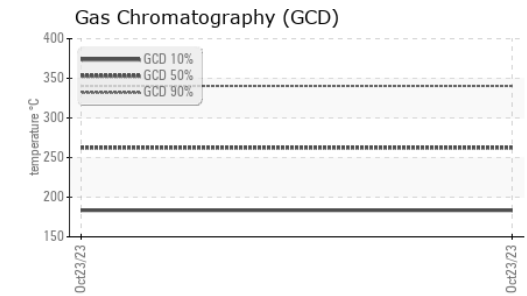 Gas Chromatography (GCD)
400
350
300
250
200
150
temperature °C
GCD 10%
GCD 50%
GCD 90%
Oct23/23
Oct23/23